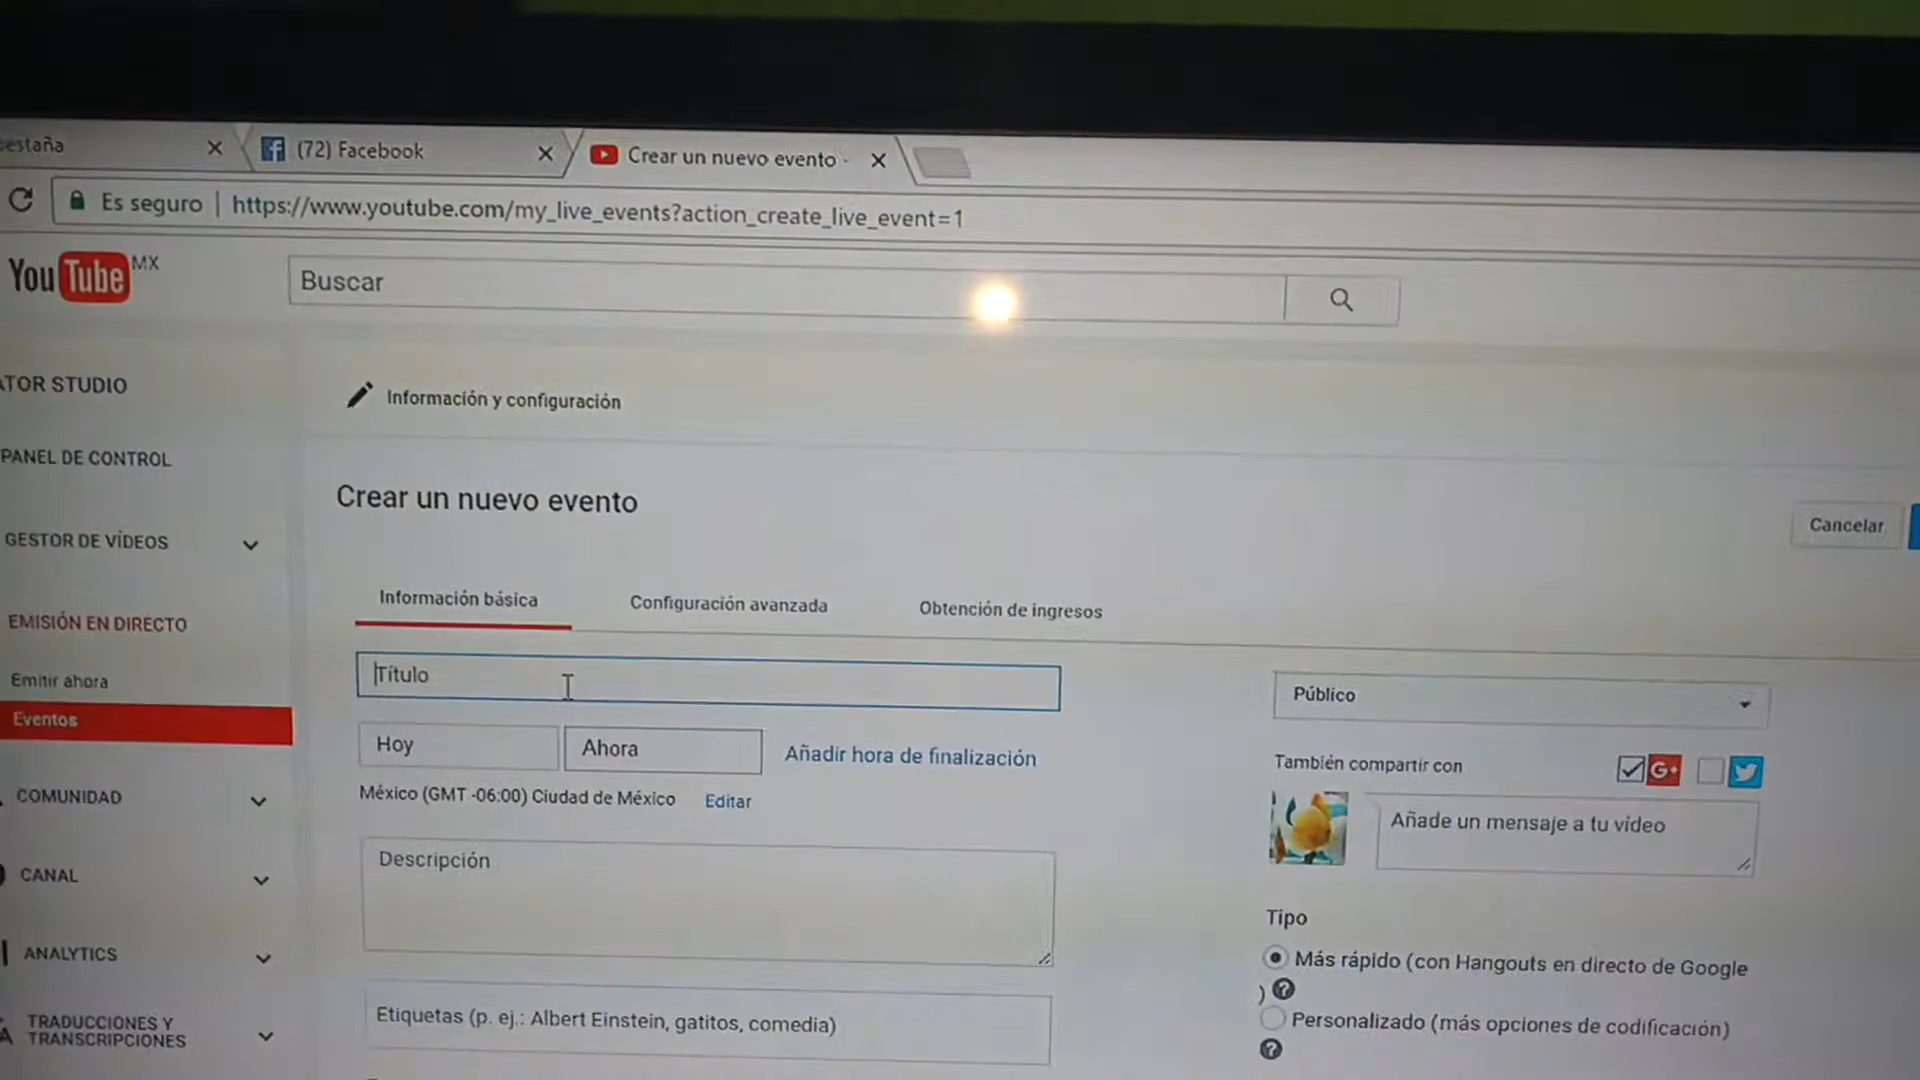 estaña
(72) Facebook
Crear un nuevo evento -
Es seguro | https://www.youtube.com/my_live_events?action_create_live_event=1
YouTube MX
Buscar
ATOR STUDIO
Información y configuración
PANEL DE CONTROL
Crear un nuevo evento
Cancelar
GESTOR DE VÍDEOS
Información básica
Configuración avanzada
Obtención de ingresos
EMISIÓN EN DIRECTO
Título
Público
Emitir ahora
Eventos
Hoy
Ahora
Añadir hora de finalización
También compartir con
G+
México (GMT -06:00) Ciudad de México
Editar
COMUNIDAD
Añade un mensaje a tu vídeo
Descripción
CANAL
Tipo
ANALYTICS
Más rápido (con Hangouts en directo de Google
) ?
Etiquetas (p. ej.: Albert Einstein, gatitos, comedia)
Personalizado (más opciones de codificación)
?
TRADUCCIONES Y
TRANSCRIPCIONES